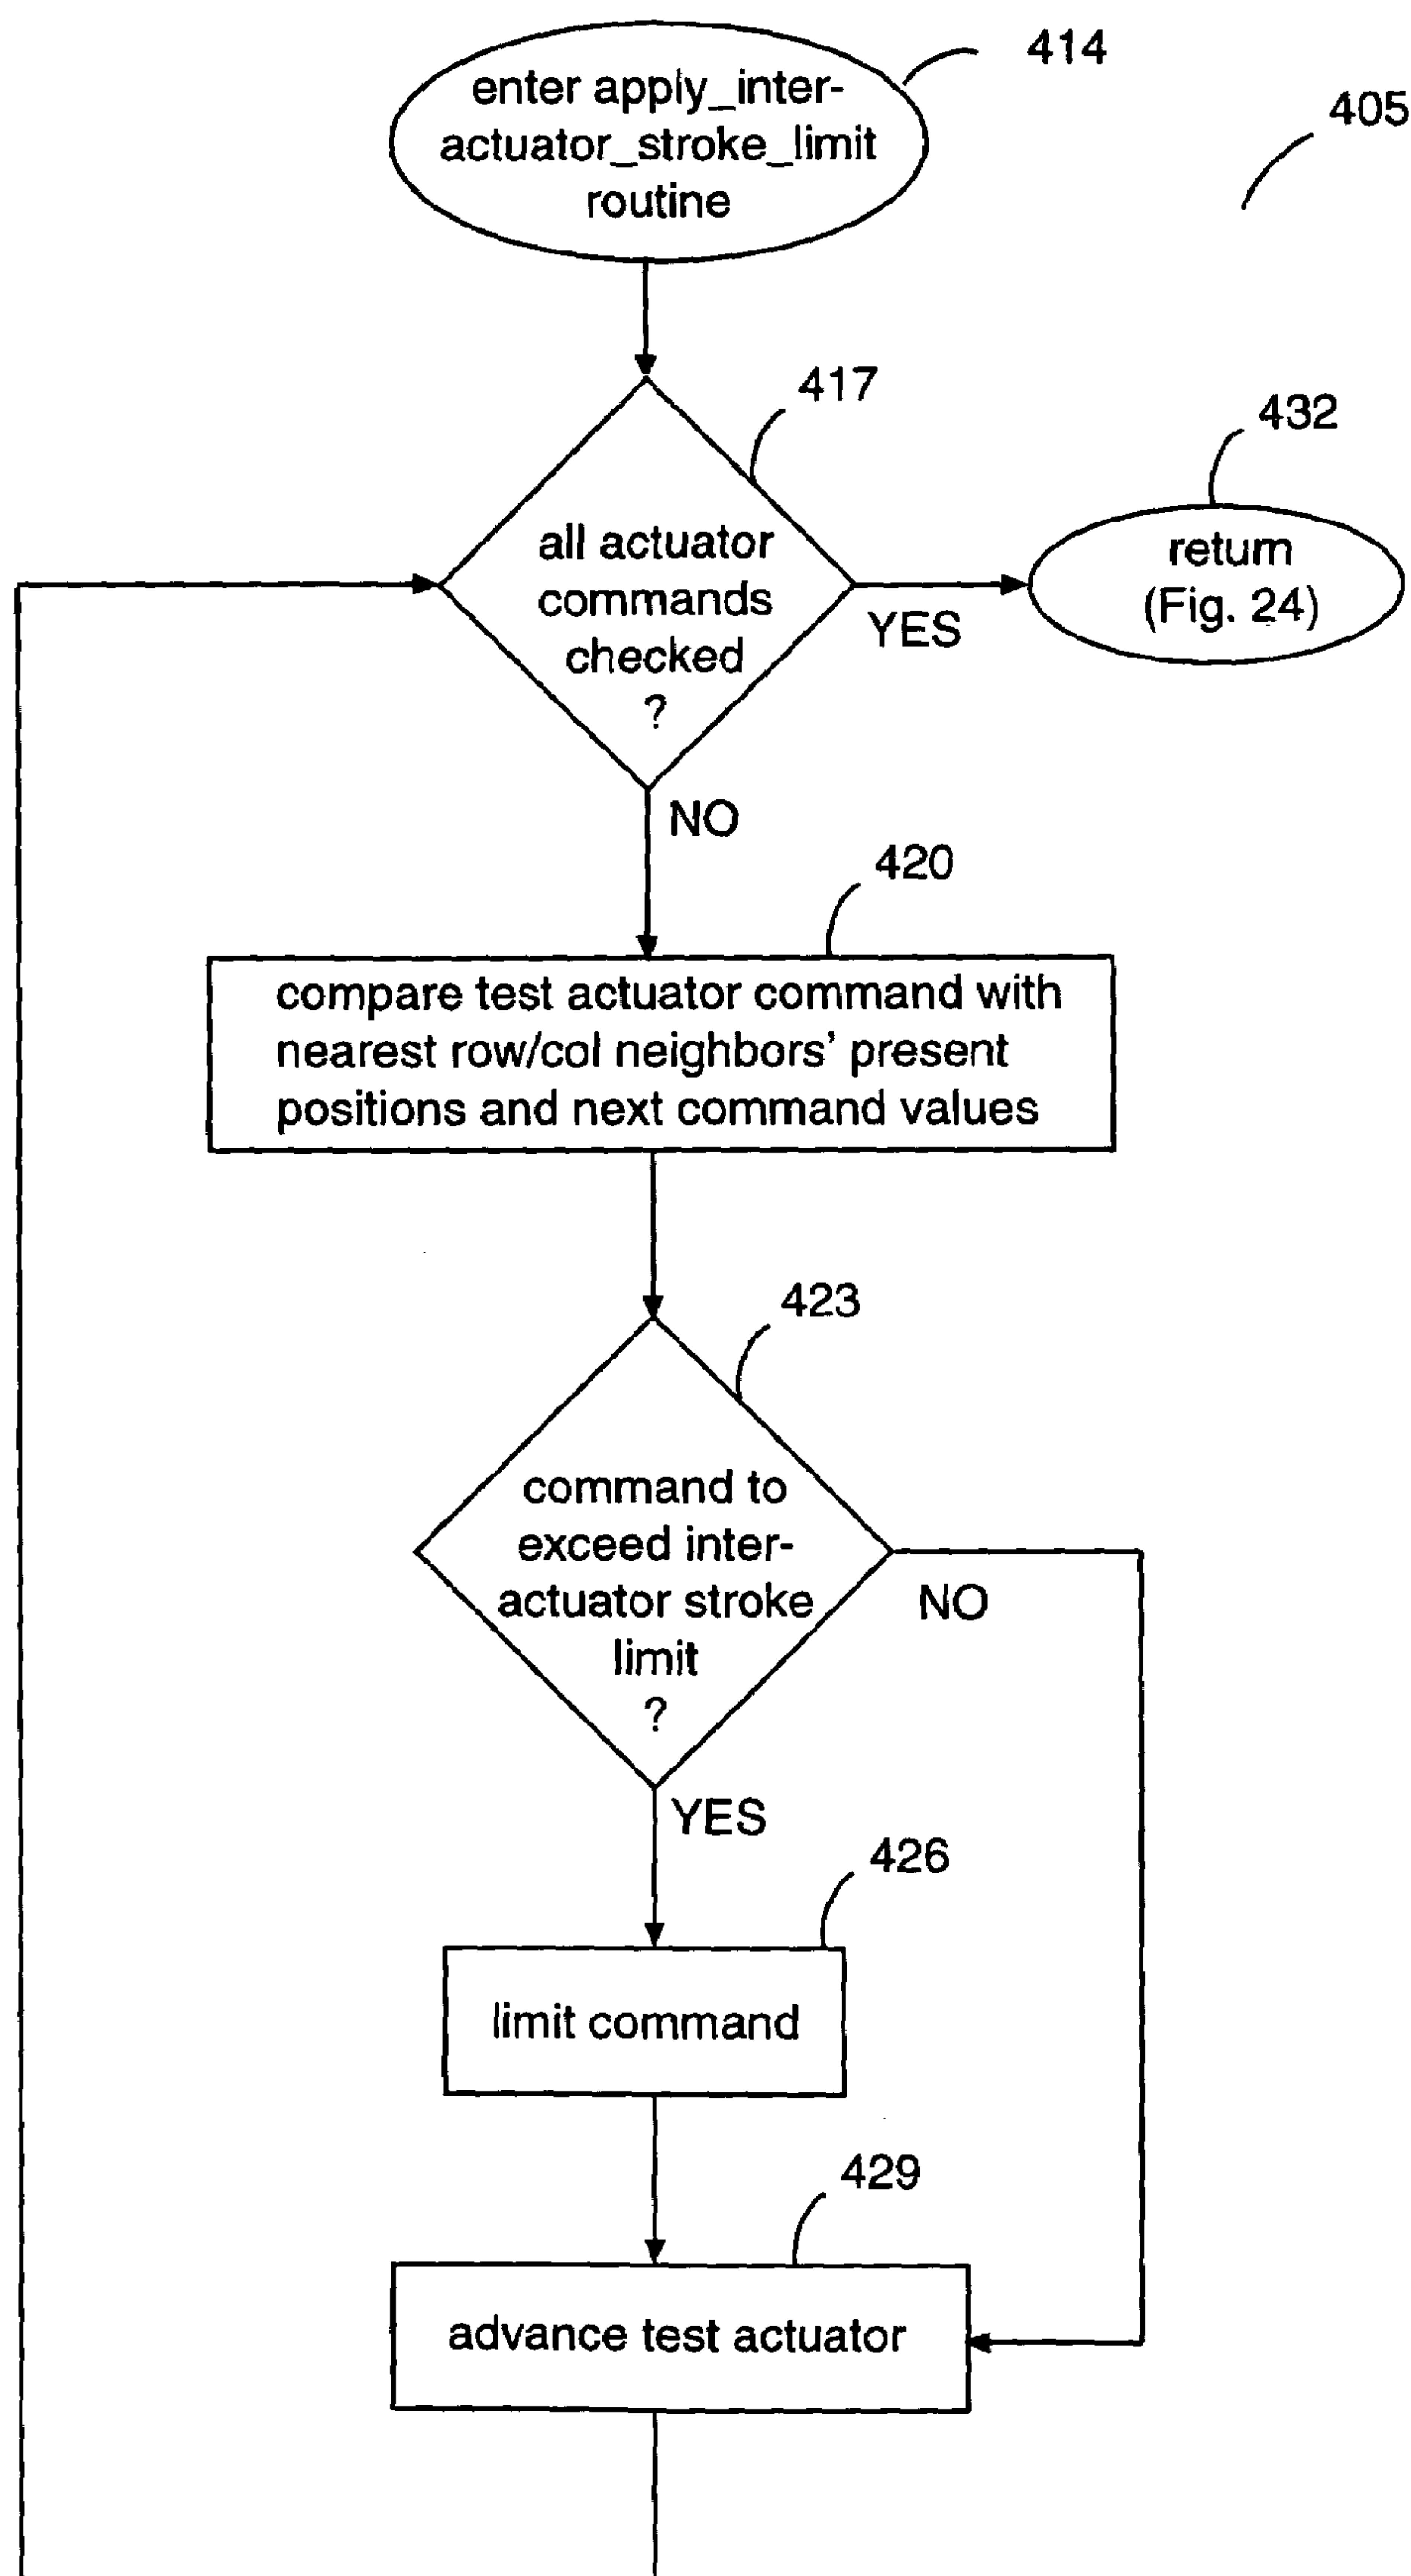 enter apply_inter-
actuator_stroke_limit
routine
414
405
417
432
all actuator
commands
checked
?
YES
return
(Fig. 24)
NO
420
compare test actuator command with
nearest row/col neighbors' present
positions and next command values
423
command to
exceed inter-
actuator stroke
limit
?
NO
YES
426
limit command
429
advance test actuator